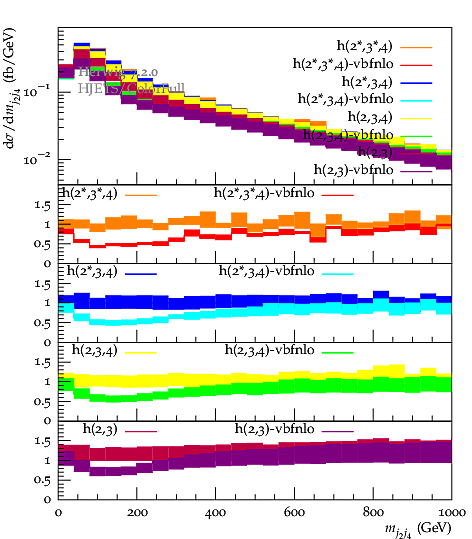 dσ/dm_{j2j4} (fb/GeV)
10⁻¹
10⁻²
Herwig 7.2.0
HJETS/ColorFull
h(2*,3*,4)
h(2*,3*,4)-vbfnlo
h(2*,3,4)
h(2*,3,4)-vbfnlo
h(2,3,4)
h(2,3,4)-vbfnlo
h(2,3)
h(2,3)-vbfnlo
h(2*,3*,4) h(2*,3*,4)-vbfnlo
1.5
1
0.5
0
h(2*,3,4) h(2*,3,4)-vbfnlo
1.5
1
0.5
0
h(2,3,4) h(2,3,4)-vbfnlo
1.5
1
0.5
0
h(2,3) h(2,3)-vbfnlo
1.5
1
0.5
0
0 200 400 600 800 1000
m_{j2j4} (GeV)